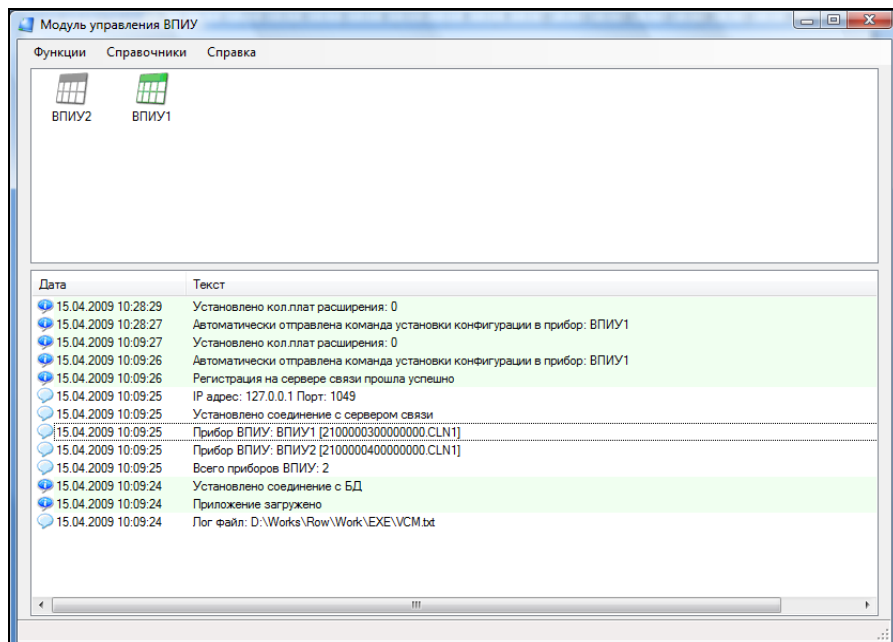 Модуль управления ВПИУ
Функции Справочники Справка
ВПИУ2 ВПИУ1
Дата Текст
15.04.2009 10:28:29 Установлено кол.плат расширения: 0
15.04.2009 10:28:27 Автоматически отправлена команда установки конфигурации в прибор: ВПИУ1
15.04.2009 10:09:27 Установлено кол.плат расширения: 0
15.04.2009 10:09:26 Автоматически отправлена команда установки конфигурации в прибор: ВПИУ1
15.04.2009 10:09:26 Регистрация на сервере связи прошла успешно
15.04.2009 10:09:25 IP адрес: 127.0.0.1 Порт: 1049
15.04.2009 10:09:25 Установлено соединение с сервером связи
15.04.2009 10:09:25 Прибор ВПИУ: ВПИУ1 [2100000300000000.CLN1]
15.04.2009 10:09:25 Прибор ВПИУ: ВПИУ2 [2100000400000000.CLN1]
15.04.2009 10:09:25 Всего приборов ВПИУ: 2
15.04.2009 10:09:24 Установлено соединение с БД
15.04.2009 10:09:24 Приложение загружено
15.04.2009 10:09:24 Лог файл: D:\Works\Row\Work\EXE\VCM.txt